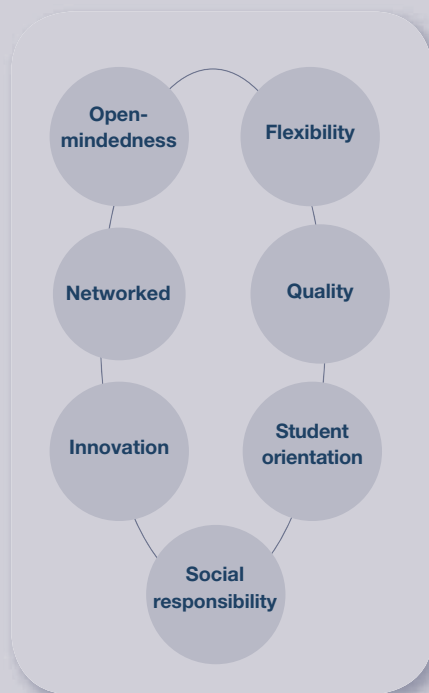 Open-
mindedness
Flexibility
Networked
Quality
Innovation
Student
orientation
Social
responsibility